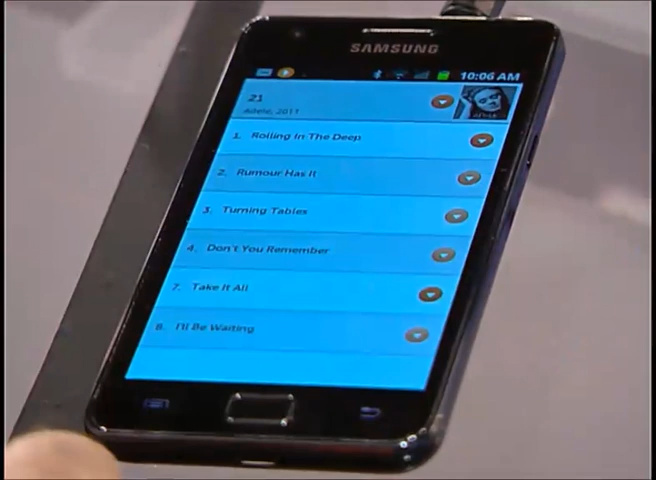 SAMSUNG
10:06 AM
21
Adele, 2011
1. Rolling In The Deep
2. Rumour Has It
3. Turning Tables
4. Don't You Remember
7. Take It All
8. I'll Be Waiting